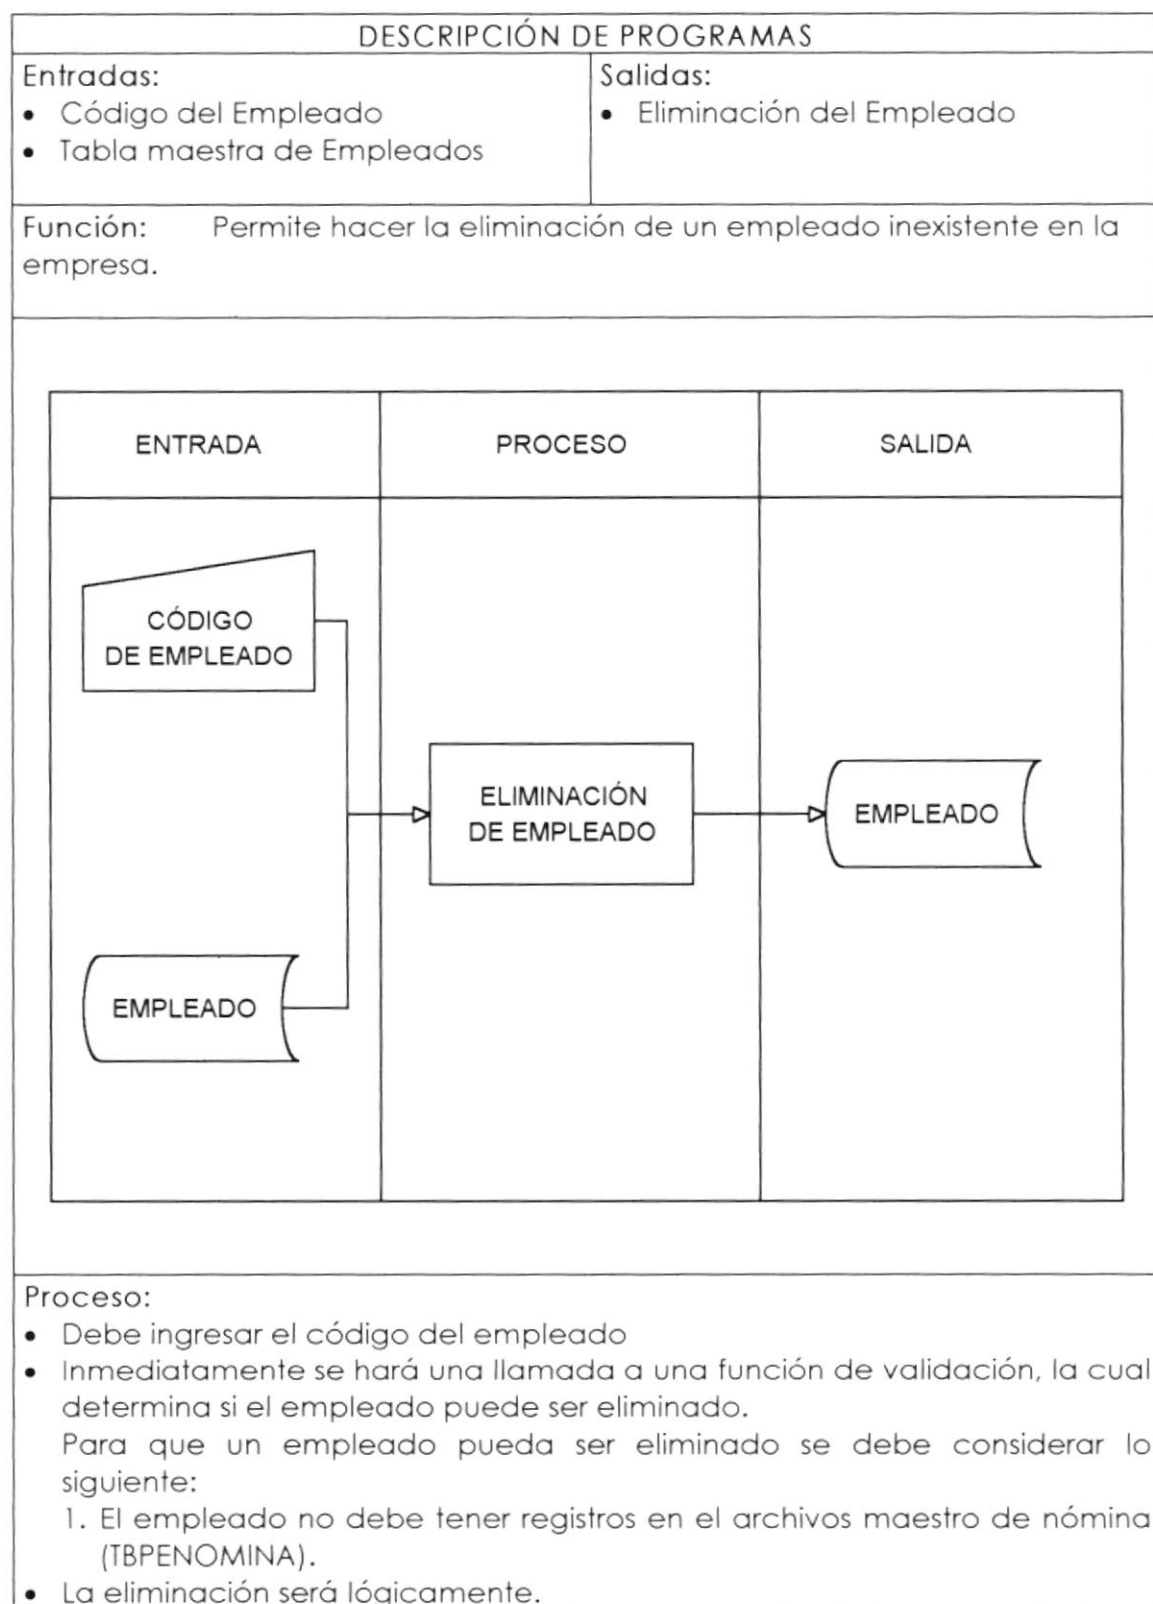 DESCRIPCIÓN DE PROGRAMAS
Entradas:
• Código del Empleado
• Tabla maestra de Empleados
Salidas:
• Eliminación del Empleado
Función: Permite hacer la eliminación de un empleado inexistente en la
empresa.
ENTRADA
PROCESO
SALIDA
CÓDIGO
DE EMPLEADO
ELIMINACIÓN
DE EMPLEADO
EMPLEADO
EMPLEADO
Proceso:
• Debe ingresar el código del empleado
• Inmediatamente se hará una llamada a una función de validación, la cual
determina si el empleado puede ser eliminado.
Para que un empleado pueda ser eliminado se debe considerar lo
siguiente:
1. El empleado no debe tener registros en el archivos maestro de nómina
(TBPENOMINA).
• La eliminación será lógicamente.